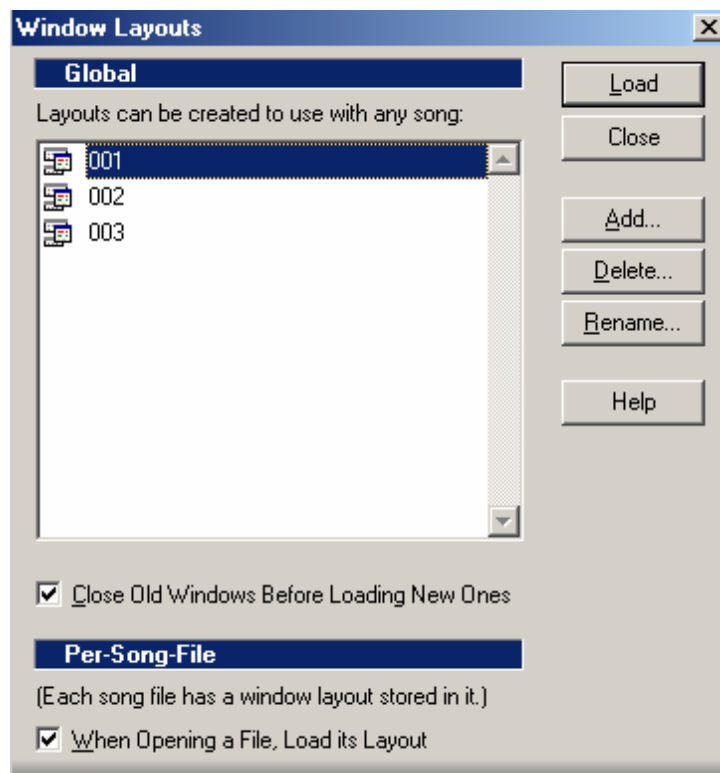 Window Layouts
Global
Layouts can be created to use with any song:
001
002
003
Load
Close
Add...
Delete...
Rename...
Help
Close Old Windows Before Loading New Ones
Per-Song-File
(Each song file has a window layout stored in it.)
When Opening a File, Load its Layout